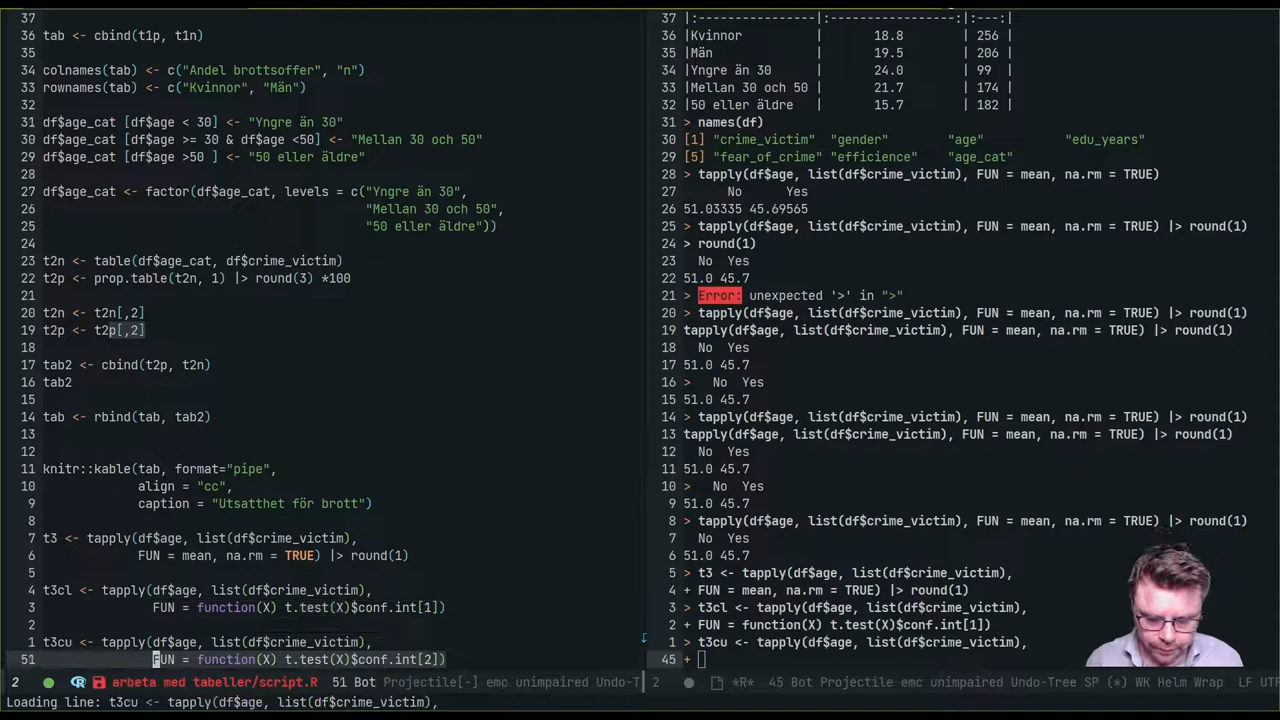 37
36 tab <- cbind(t1p, t1n)
35
34 colnames(tab) <- c("Andel brottsoffer", "n")
33 rownames(tab) <- c("Kvinnor", "Män")
32
31 df$age_cat [df$age < 30] <- "Yngre än 30"
30 df$age_cat [df$age >= 30 & df$age <50] <- "Mellan 30 och 50"
29 df$age_cat [df$age >50 ] <- "50 eller äldre"
28
27 df$age_cat <- factor(df$age_cat, levels = c("Yngre än 30",
26 "Mellan 30 och 50",
25 "50 eller äldre"))
24
23 t2n <- table(df$age_cat, df$crime_victim)
22 t2p <- prop.table(t2n, 1) |> round(3) *100
21
20 t2n <- t2n[,2]
19 t2p <- t2p[,2]
18
17 tab2 <- cbind(t2p, t2n)
16 tab2
15
14 tab <- rbind(tab, tab2)
13
12
11 knitr::kable(tab, format="pipe",
10 align = "cc",
9 caption = "Utsatthet för brott")
8
7 t3 <- tapply(df$age, list(df$crime_victim),
6 FUN = mean, na.rm = TRUE) |> round(1)
5
4 t3cl <- tapply(df$age, list(df$crime_victim),
3 FUN = function(X) t.test(X)$conf.int[1])
2
1 t3cu <- tapply(df$age, list(df$crime_victim),
51 FUN = function(X) t.test(X)$conf.int[2])
2 R arbeta med tabeller/script.R 51 Bot Projectile[-] emc unimpaired Undo-T
Loading line: t3cu <- tapply(df$age, list(df$crime_victim),
37 |:----------------|:-----------------:|:---:|
36 |Kvinnor | 18.8 | 256 |
35 |Män | 19.5 | 206 |
34 |Yngre än 30 | 24.0 | 99 |
33 |Mellan 30 och 50 | 21.7 | 174 |
32 |50 eller äldre | 15.7 | 182 |
31 > names(df)
30 [1] "crime_victim" "gender" "age" "edu_years"
29 [5] "fear_of_crime" "efficience" "age_cat"
28 > tapply(df$age, list(df$crime_victim), FUN = mean, na.rm = TRUE)
27 No Yes
26 51.03335 45.69565
25 > tapply(df$age, list(df$crime_victim), FUN = mean, na.rm = TRUE) |> round(1)
24 > round(1)
23 No Yes
22 51.0 45.7
21 > Error: unexpected '>' in ">"
20 > tapply(df$age, list(df$crime_victim), FUN = mean, na.rm = TRUE) |> round(1)
19 tapply(df$age, list(df$crime_victim), FUN = mean, na.rm = TRUE) |> round(1)
18 No Yes
17 51.0 45.7
16 > No Yes
15 51.0 45.7
14 > tapply(df$age, list(df$crime_victim), FUN = mean, na.rm = TRUE) |> round(1)
13 tapply(df$age, list(df$crime_victim), FUN = mean, na.rm = TRUE) |> round(1)
12 No Yes
11 51.0 45.7
10 > No Yes
9 51.0 45.7
8 > tapply(df$age, list(df$crime_victim), FUN = mean, na.rm = TRUE) |> round(1)
7 No Yes
6 51.0 45.7
5 > t3 <- tapply(df$age, list(df$crime_victim),
4 + FUN = mean, na.rm = TRUE) |> round(1)
3 > t3cl <- tapply(df$age, list(df$crime_victim),
2 + FUN = function(X) t.test(X)$conf.int[1])
1 > t3cu <- tapply(df$age, list(df$crime_victim),
45 +
2 *R* 45 Bot Projectile emc unimpaired Undo-Tree SP (*) WK Helm Wrap LF UTF